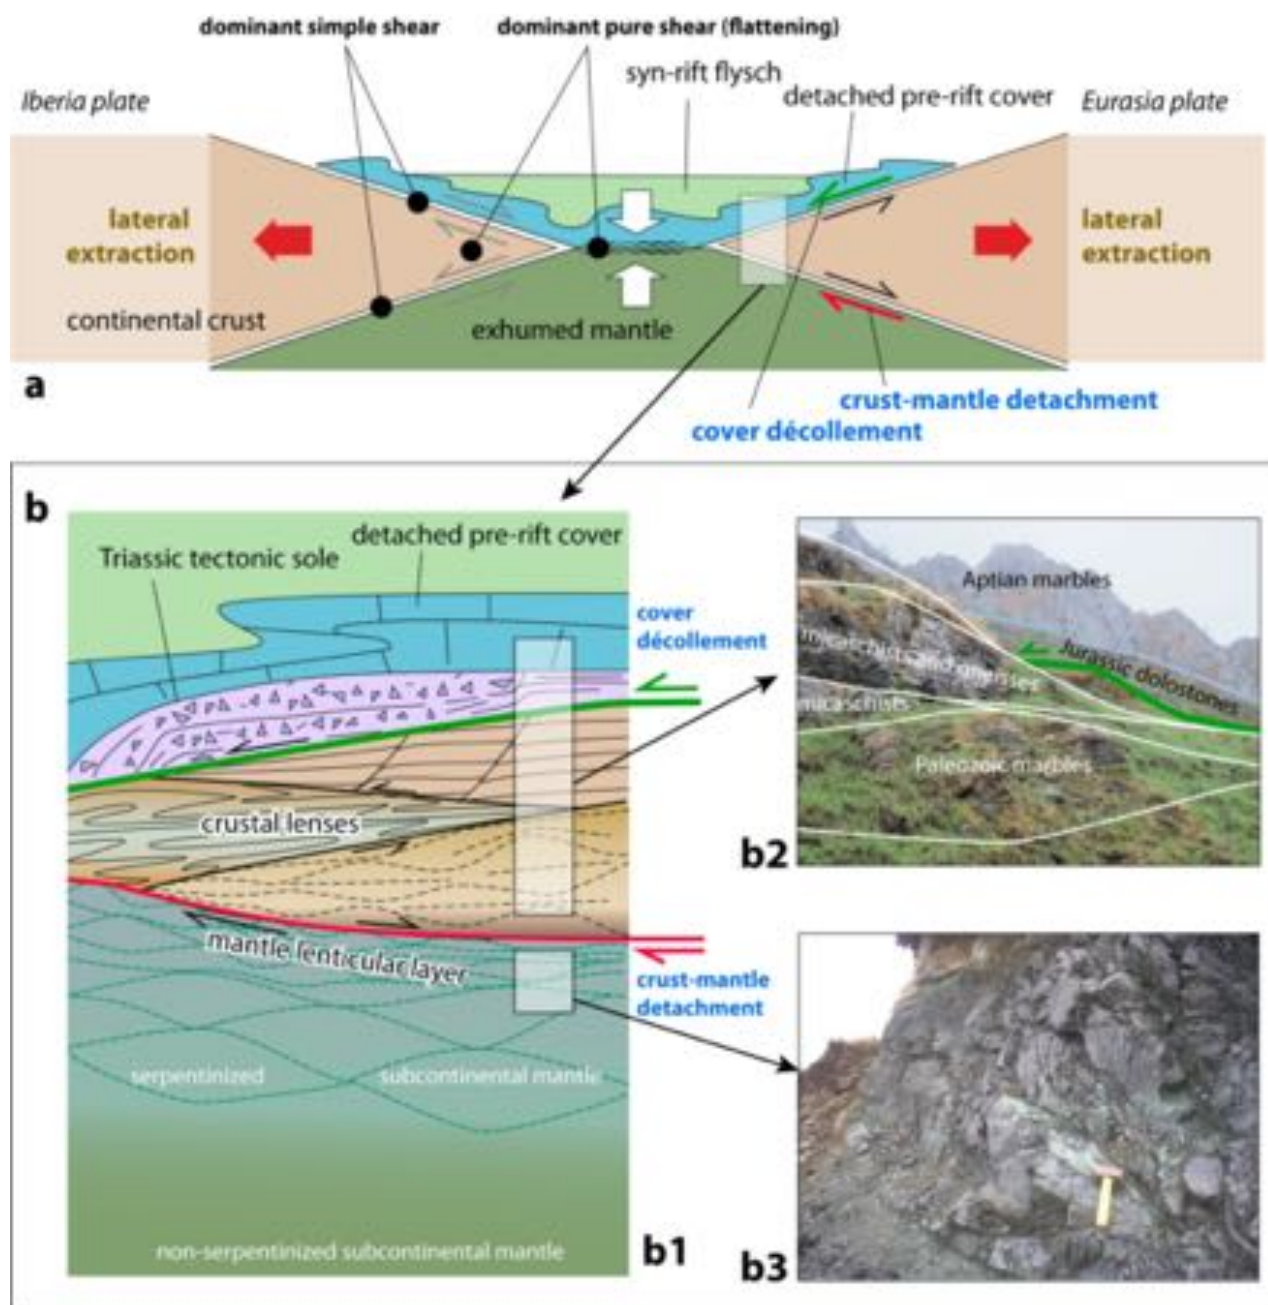 dominant simple shear
dominant pure shear (flattening)
syn-rift flysch
Iberia plate
detached pre-rift cover
Eurasia plate
lateral
extraction
lateral
extraction
continental crust
exhumed mantle
a
crust-mantle detachment
cover décollement
b
detached pre-rift cover
Triassic tectonic sole
cover
décollement
crustal lenses
mantle lenticular layer
crust-mantle
detachment
serpentinized
subcontinental mantle
non-serpentinized subcontinental mantle
b1
Aptian marbles
micaschists and gneisses
Jurassic dolostones
micaschists
Paleozoic marbles
b2
b3